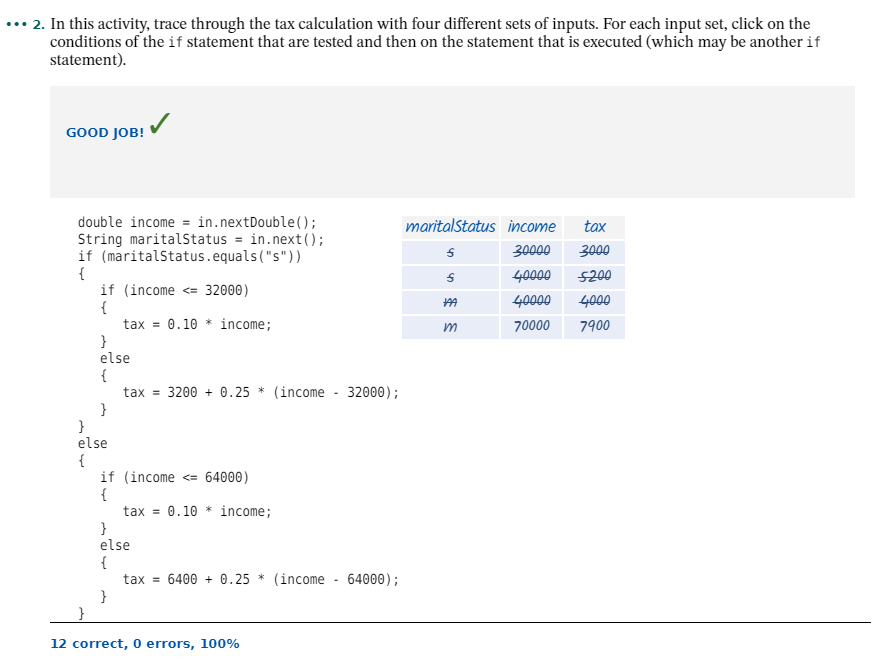 ••• 2. In this activity, trace through the tax calculation with four different sets of inputs. For each input set, click on the
conditions of the if statement that are tested and then on the statement that is executed (which may be another if
statement).
GOOD JOB! ✓
double income = in.nextDouble();
String maritalStatus = in.next();
if (maritalStatus.equals("s"))
{
   if (income <= 32000)
   {
      tax = 0.10 * income;
   }
   else
   {
      tax = 3200 + 0.25 * (income - 32000);
   }
}
else
{
   if (income <= 64000)
   {
      tax = 0.10 * income;
   }
   else
   {
      tax = 6400 + 0.25 * (income - 64000);
   }
}
maritalStatus income tax
s 30000 3000
s 40000 5200
m 40000 4000
m 70000 7900
12 correct, 0 errors, 100%